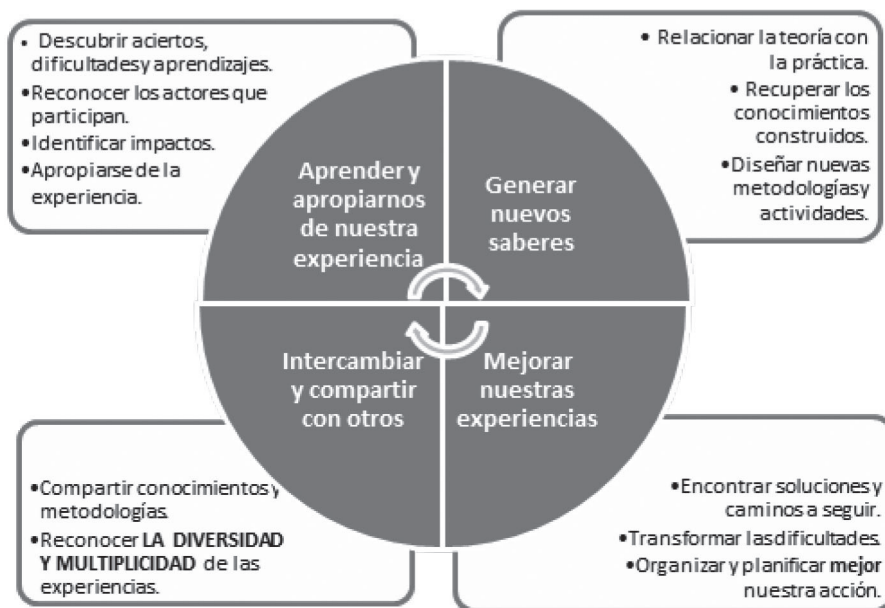 • Descubrir aciertos,
dificultades y aprendizajes.
•Reconocer los actores que
participan.
•Identificar impactos.
•Apropiarse de la
experiencia.
• Relacionar la teoría con
la práctica.
• Recuperar los
conocimientos
construidos.
•Diseñar nuevas
metodologías y
actividades.
Aprender y
apropiarnos
de nuestra
experiencia
Generar
nuevos
saberes
Intercambiar
y compartir
con otros
Mejorar
nuestras
experiencias
•Compartir conocimientos y
metodologías.
•Reconocer LA DIVERSIDAD
Y MULTIPLICIDAD de las
experiencias.
•Encontrar soluciones y
caminos a seguir.
•Transformar las dificultades.
•Organizar y planificar mejor
nuestra acción.